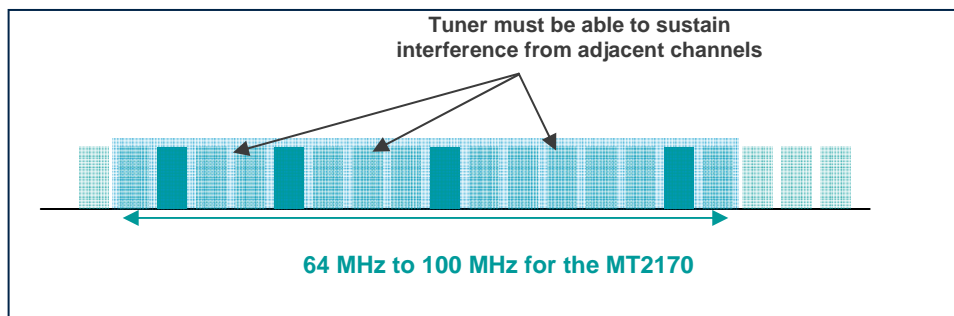 Tuner must be able to sustain
interference from adjacent channels
64 MHz to 100 MHz for the MT2170